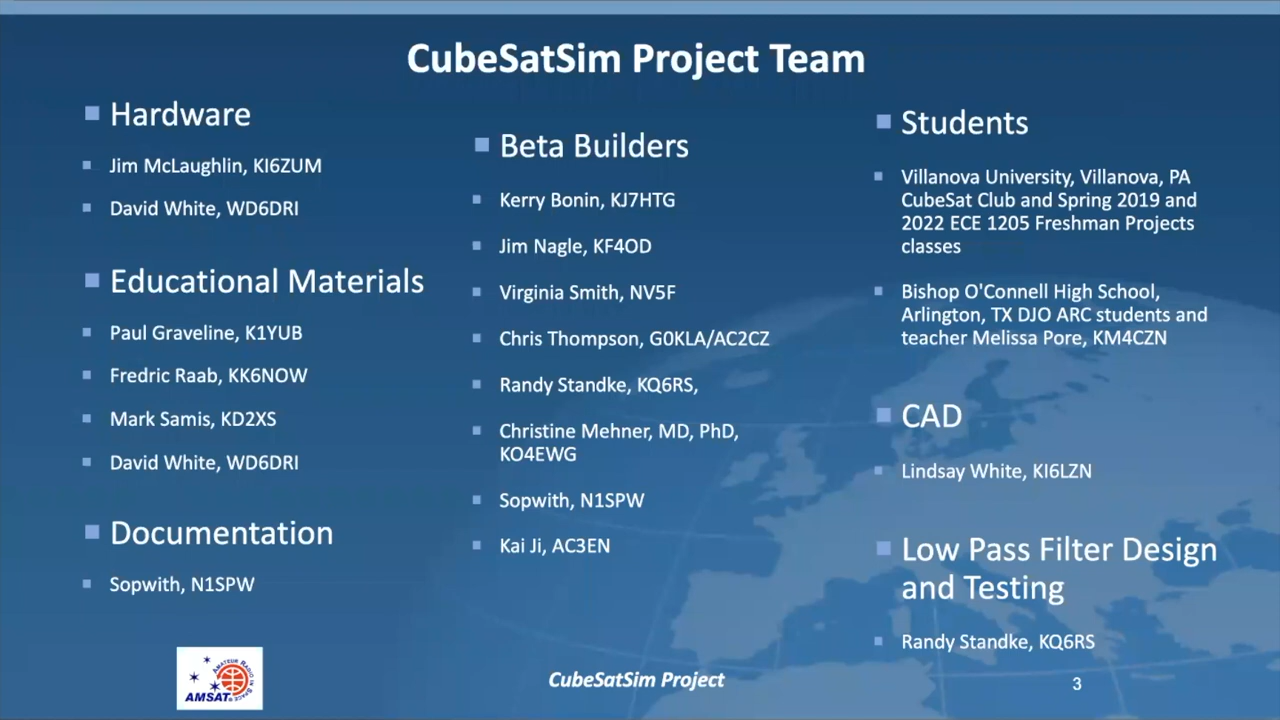 CubeSatSim Project Team
Hardware
Jim McLaughlin, KI6ZUM
David White, WD6DRI
Educational Materials
Paul Graveline, K1YUB
Fredric Raab, KK6NOW
Mark Samis, KD2XS
David White, WD6DRI
Documentation
Sopwith, N1SPW
Beta Builders
Kerry Bonin, KJ7HTG
Jim Nagle, KF4OD
Virginia Smith, NV5F
Chris Thompson, G0KLA/AC2CZ
Randy Standke, KQ6RS,
Christine Mehner, MD, PhD,
KO4EWG
Sopwith, N1SPW
Kai Ji, AC3EN
Students
Villanova University, Villanova, PA
CubeSat Club and Spring 2019 and
2022 ECE 1205 Freshman Projects
classes
Bishop O'Connell High School,
Arlington, TX DJO ARC students and
teacher Melissa Pore, KM4CZN
CAD
Lindsay White, KI6LZN
Low Pass Filter Design
and Testing
Randy Standke, KQ6RS
AMATEUR RADIO IN SPACE
AMSAT®
CubeSatSim Project
3